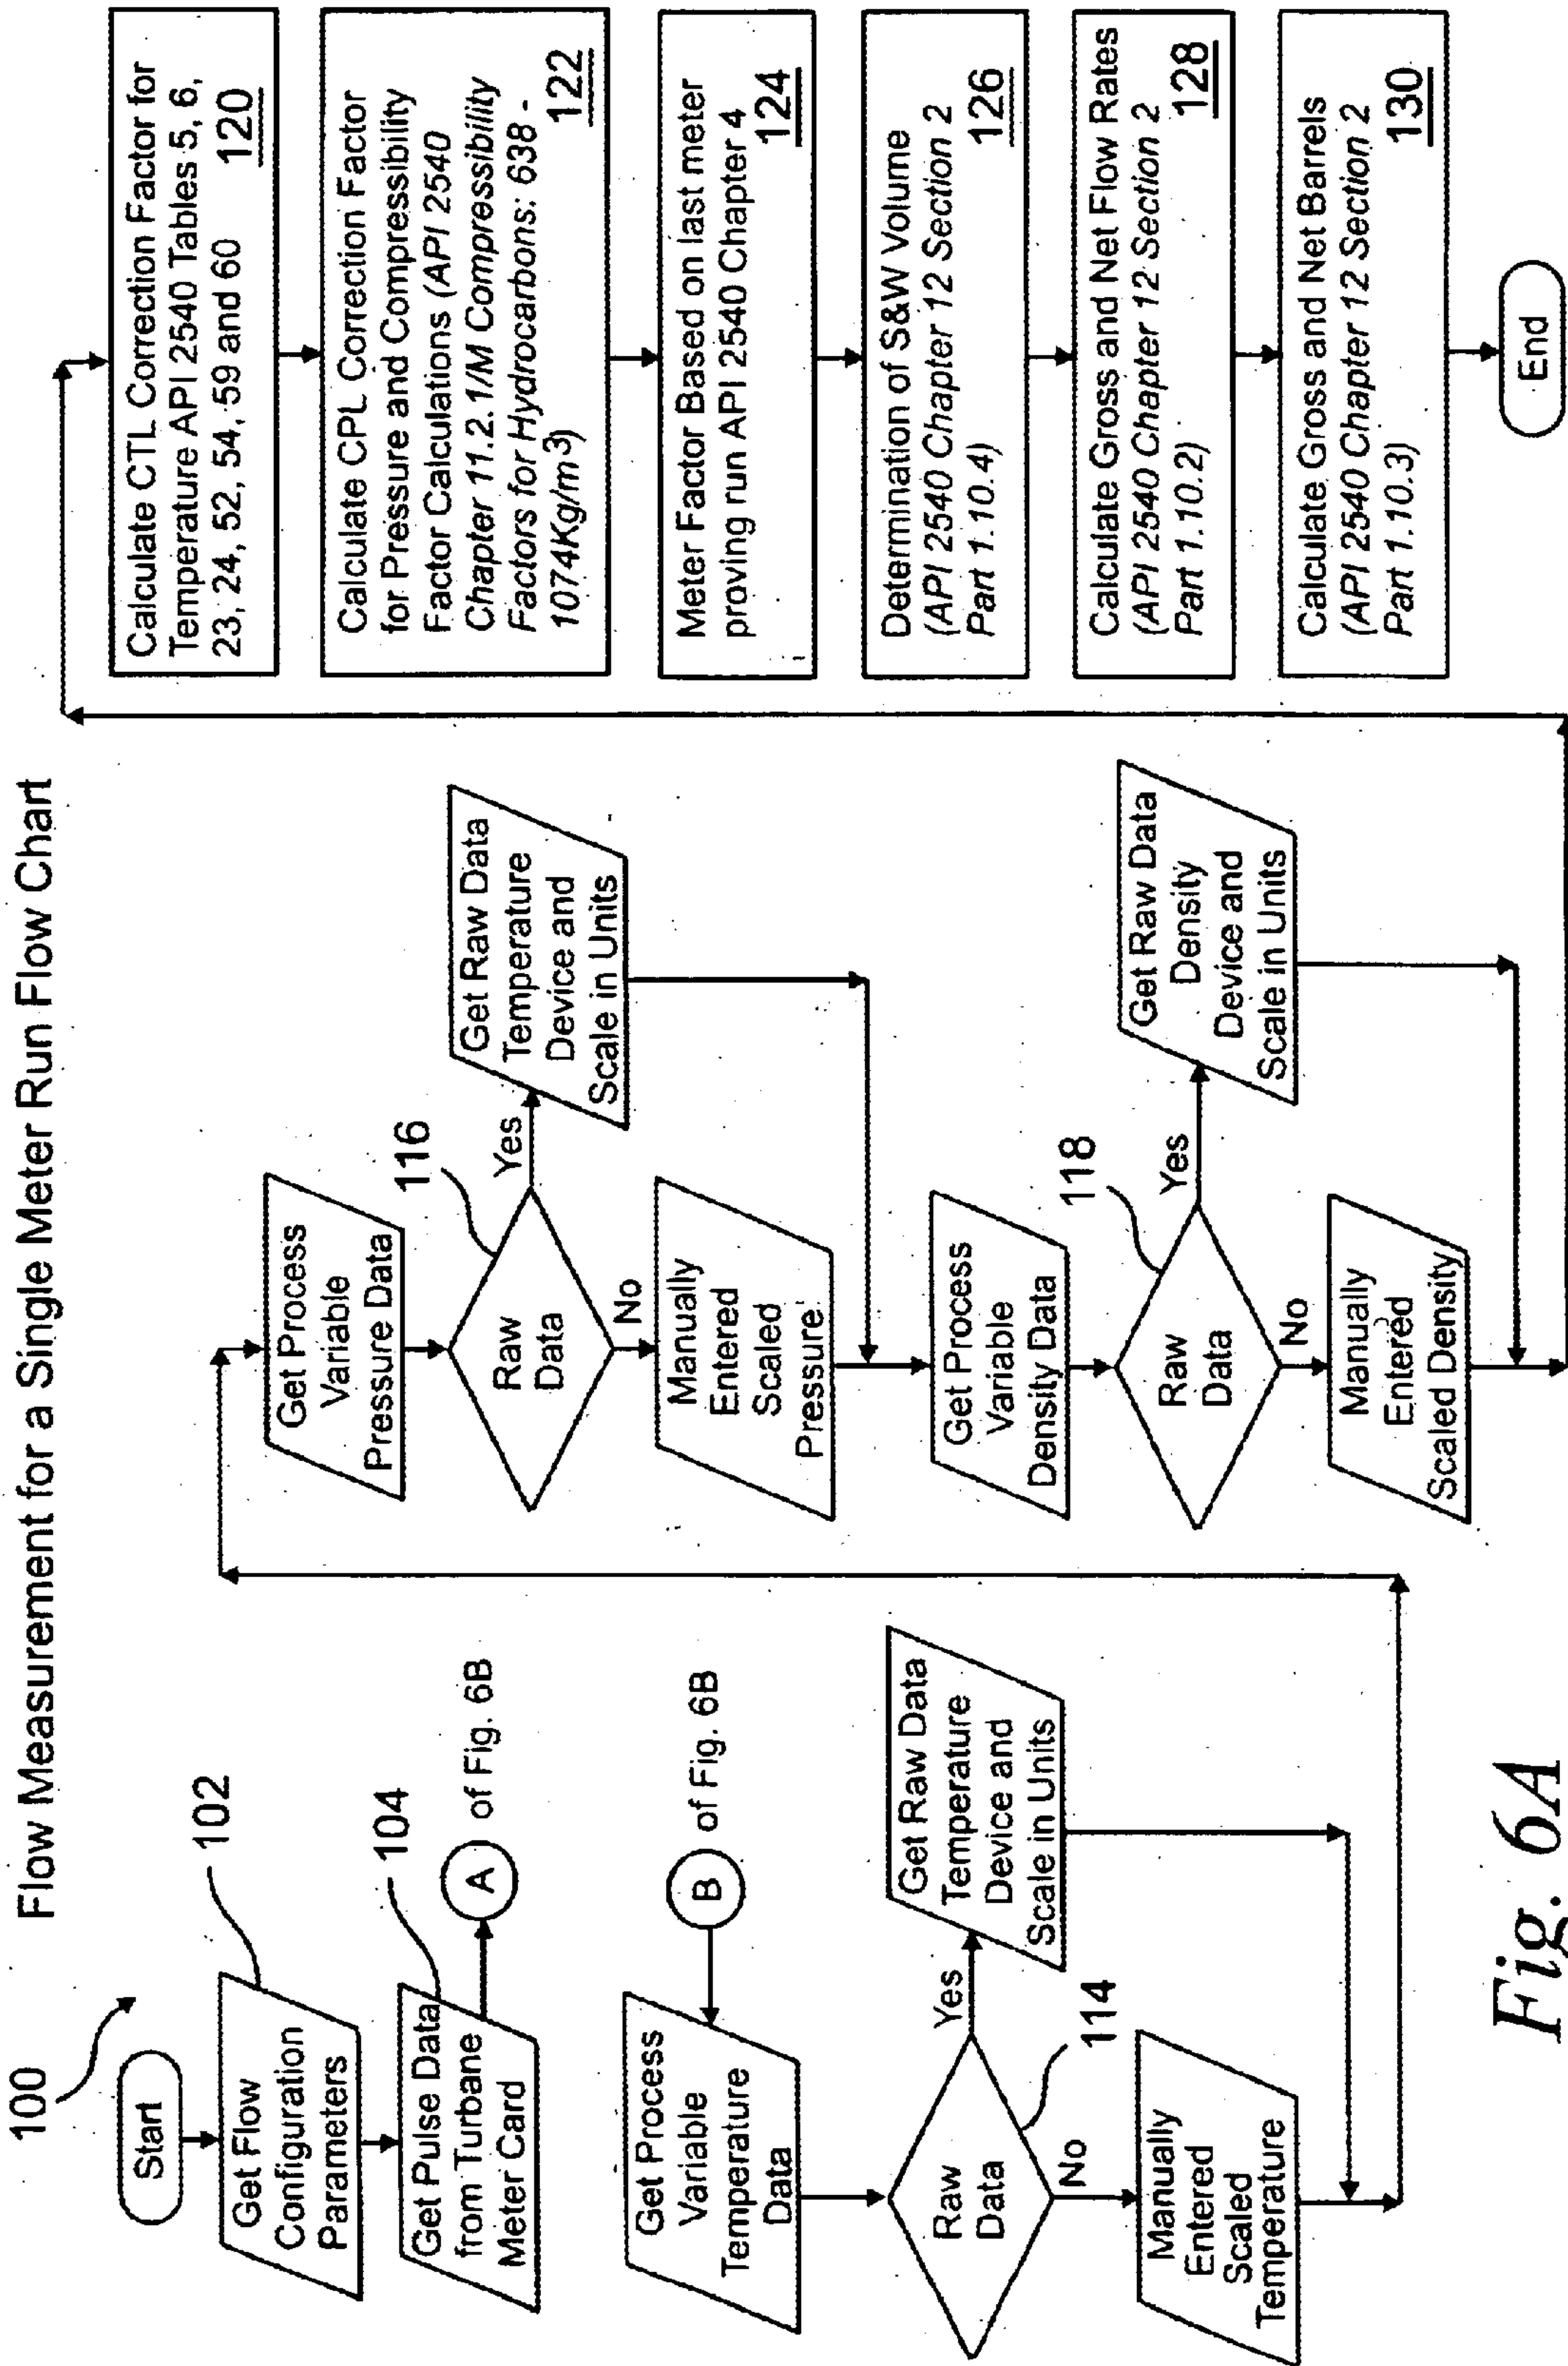 Flow Measurement for a Single Meter Run Flow Chart
100
Start
Get Flow
Configuration
Parameters
102
Get Pulse Data
from Turbane
Meter Card
104
A
of Fig. 6B
B
of Fig. 6B
Get Process
Variable
Temperature
Data
Raw
Data
114
Yes
Get Raw Data
Temperature
Device and
Scale in Units
No
Manually
Entered
Scaled
Temperature
Get Process
Variable
Pressure Data
Raw
Data
116
Yes
Get Raw Data
Temperature
Device and
Scale in Units
No
Manually
Entered
Scaled
Pressure
Get Process
Variable
Density Data
Raw
Data
118
Yes
Get Raw Data
Density
Device and
Scale in Units
No
Manually
Entered
Scaled Density
Calculate CTL Correction Factor for
Temperature API 2540 Tables 5, 6,
23, 24, 52, 54, 59 and 60
120
Calculate CPL Correction Factor
for Pressure and Compressibility
Factor Calculations (API 2540
Chapter 11.2.1/M Compressibility
Factors for Hydrocarbons: 638 -
1074Kg/m3)
122
Meter Factor Based on last meter
proving run API 2540 Chapter 4
124
Determination of S&W Volume
(API 2540 Chapter 12 Section 2
Part 1.10.4)
126
Calculate Gross and Net Flow Rates
(API 2540 Chapter 12 Section 2
Part 1.10.2)
128
Calculate Gross and Net Barrels
(API 2540 Chapter 12 Section 2
Part 1.10.3)
130
End
Fig. 6A